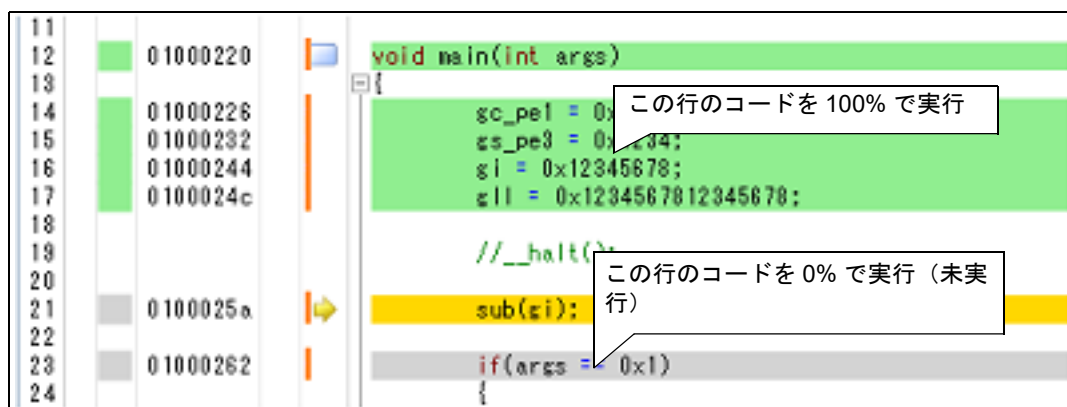 11
12 01000220 void main(int args)
13 {
14 01000226 gc_pe1 = 0x
この行のコードを 100% で実行
15 01000232 gs_pe3 = 0x1234;
16 01000244 gi = 0x12345678;
17 0100024c gll = 0x1234567812345678;
18
19 //__halt();
20
この行のコードを 0% で実行（未実
行）
21 0100025a sub(gi);
22
23 01000262 if(args == 0x1)
24 {